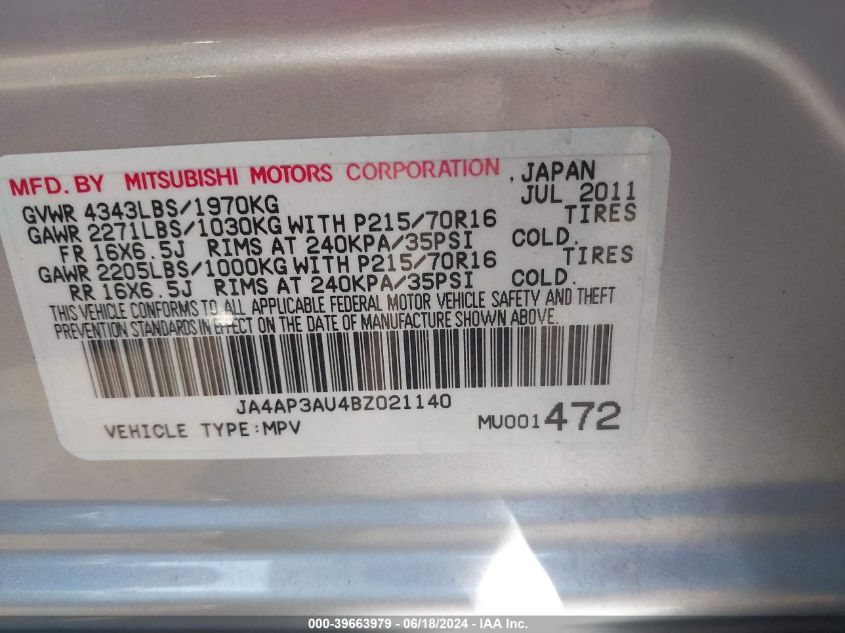 MFD. BY MITSUBISHI MOTORS CORPORATION , JAPAN
JUL 2011
GVWR 4343LBS/1970KG
GAWR 2271LBS/1030KG WITH P215/70R16 TIRES
FR 16X6.5J RIMS AT 240KPA/35PSI COLD.
GAWR 2205LBS/1000KG WITH P215/70R16 TIRES
RR 16X6.5J RIMS AT 240KPA/35PSI COLD.
THIS VEHICLE CONFORMS TO ALL APPLICABLE FEDERAL MOTOR VEHICLE SAFETY AND THEFT
PREVENTION STANDARDS IN EFFECT ON THE DATE OF MANUFACTURE SHOWN ABOVE.
JA4AP3AU4BZ021140
VEHICLE TYPE:MPV MU001472
000-39663979 - 06/18/2024 - IAA Inc.